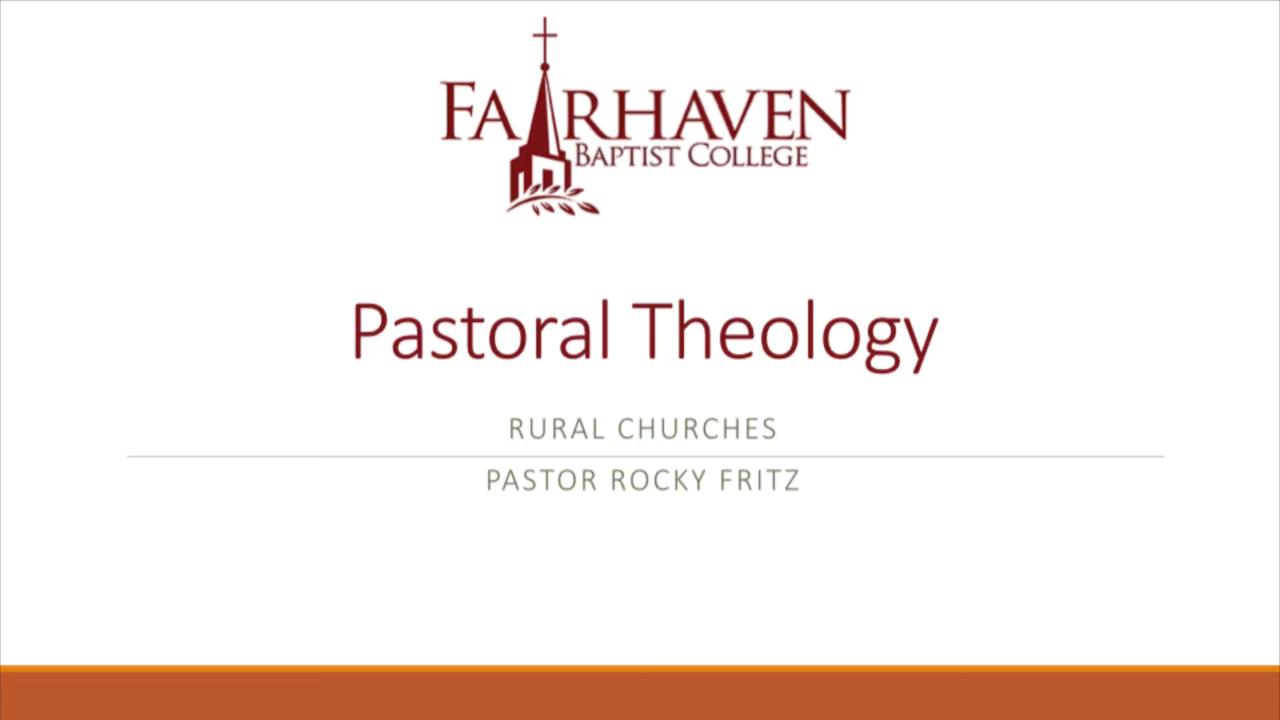 FAIRHAVEN
BAPTIST COLLEGE
Pastoral Theology
RURAL CHURCHES
PASTOR ROCKY FRITZ